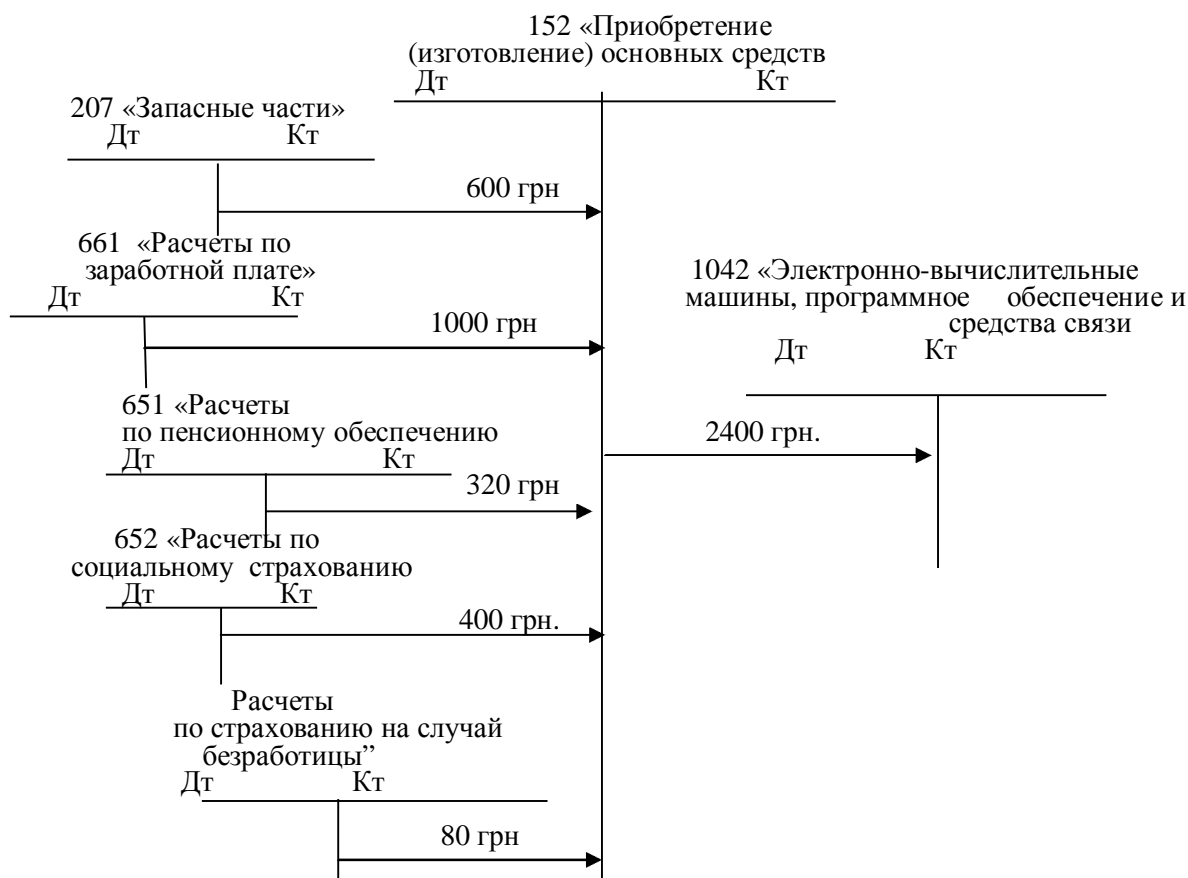 152 «Приобретение
(изготовление) основных средств
Дт Кт
207 «Запасные части»
Дт Кт
600 грн
661 «Расчеты по
заработной плате»
Дт Кт
1000 грн
1042 «Электронно-вычислительные
машины, программное обеспечение и
средства связи
Дт Кт
2400 грн.
651 «Расчеты
по пенсионному обеспечению
Дт Кт
320 грн
652 «Расчеты по
социальному страхованию
Дт Кт
400 грн.
Расчеты
по страхованию на случай
безработицы”
Дт Кт
80 грн